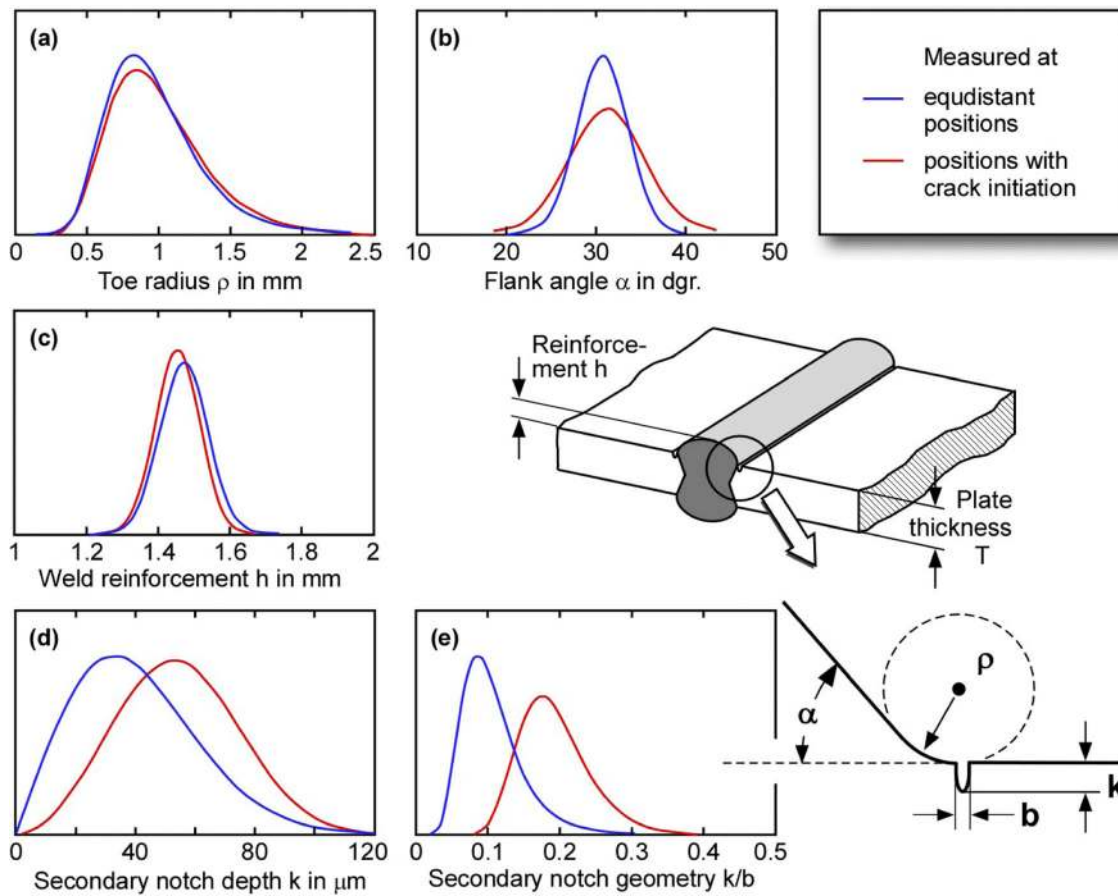 (a)
0
0.5
1
1.5
2
2.5
Toe radius ρ in mm
(b)
10
20
30
40
50
Flank angle α in dgr.
Measured at
equdistant
positions
positions with
crack initiation
(c)
1
1.2
1.4
1.6
1.8
2
Weld reinforcement h in mm
Reinforce-
ment h
Plate
thickness
T
(d)
0
40
80
120
Secondary notch depth k in μm
(e)
0
0.1
0.2
0.3
0.4
0.5
Secondary notch geometry k/b
α
ρ
b
k